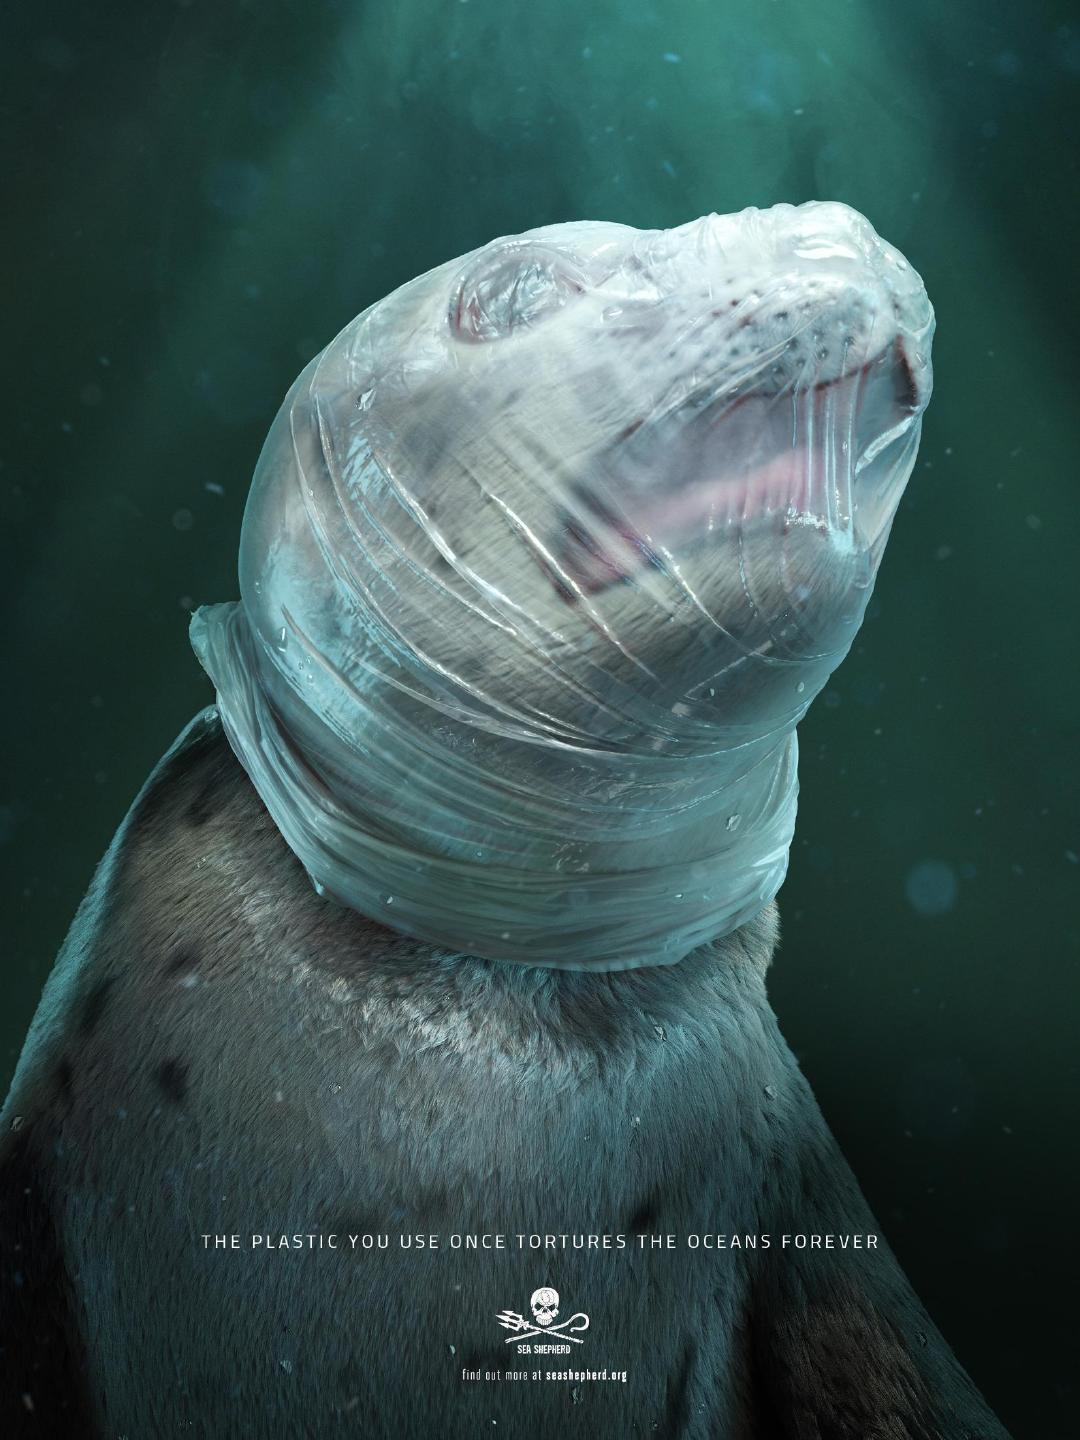 THE PLASTIC YOU USE ONCE TORTURES THE OCEANS FOREVER
SEA SHEPHERD
find out more at seashepherd.org